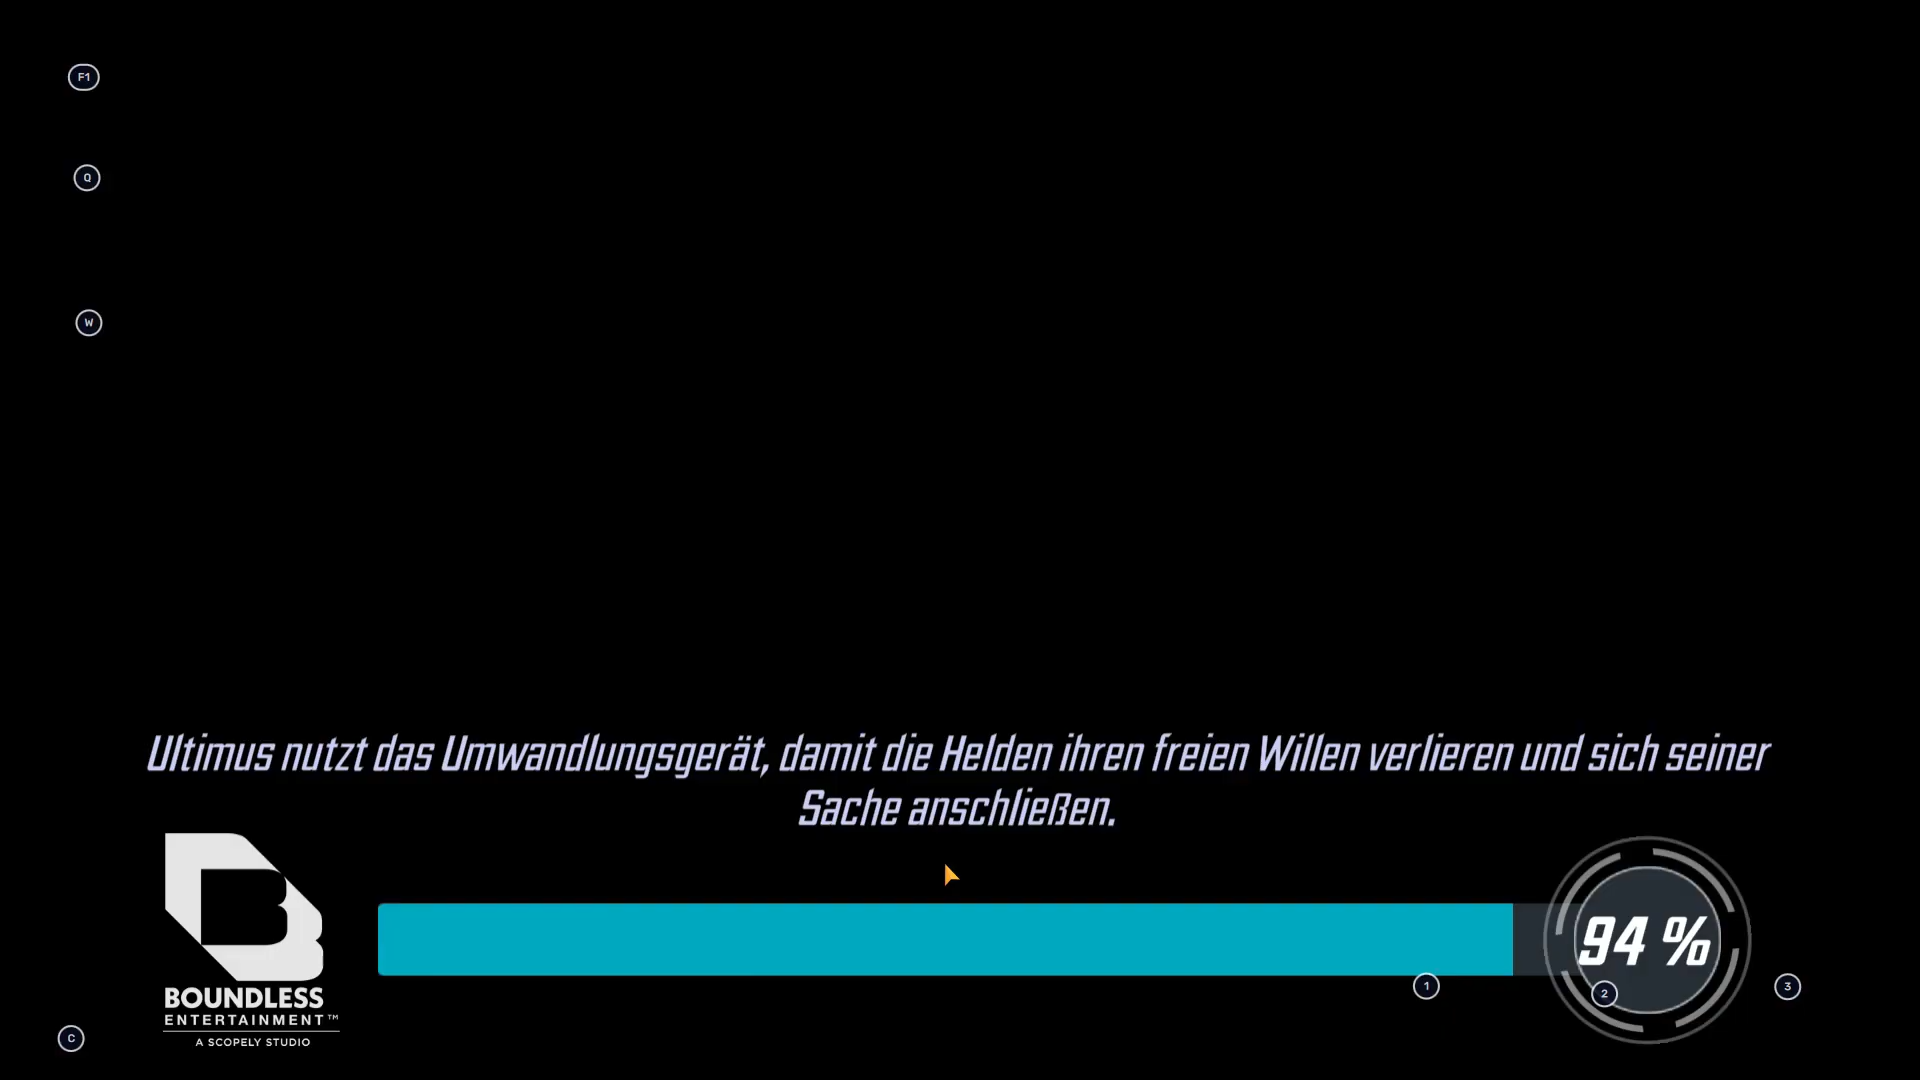 F1
Q
W
Ultimus nutzt das Umwandlungsgerät, damit die Helden ihren freien Willen verlieren und sich seiner
Sache anschließen.
94 %
1
2
3
B
BOUNDLESS
ENTERTAINMENT™
A SCOPELY STUDIO
C